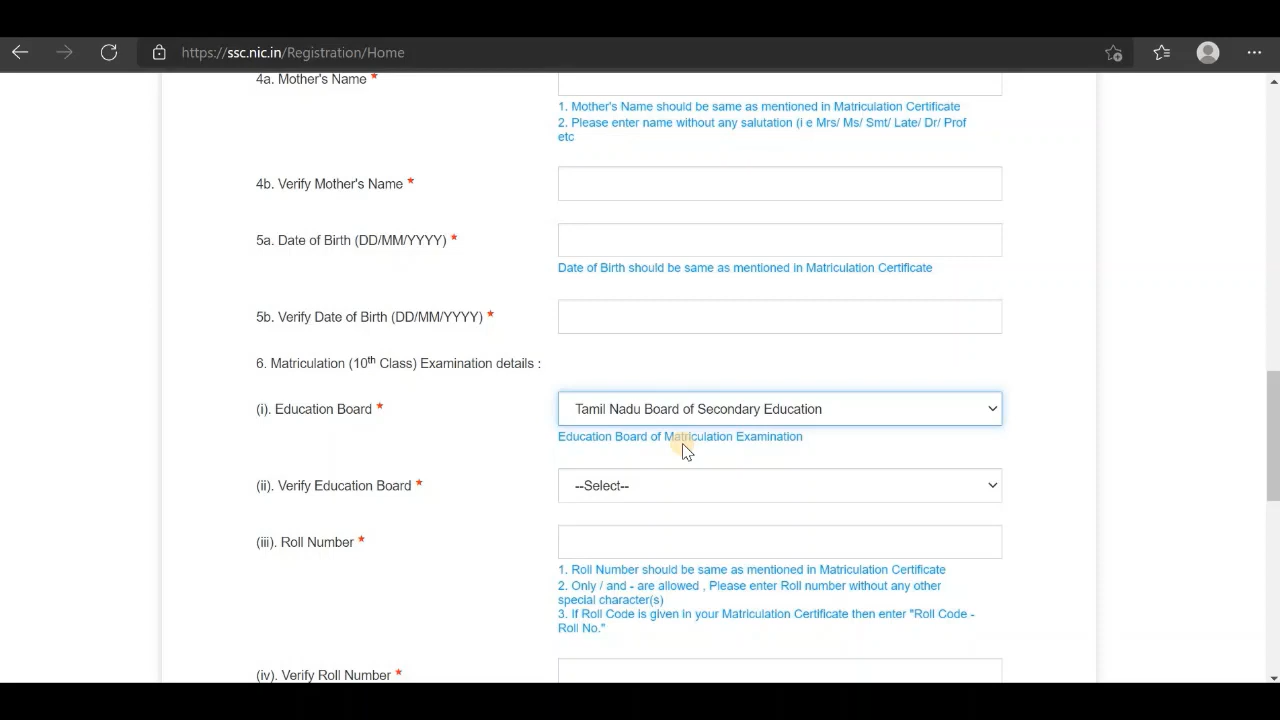 https://ssc.nic.in/Registration/Home
4a. Mother's Name *
1. Mother's Name should be same as mentioned in Matriculation Certificate
2. Please enter name without any salutation (i e Mrs/ Ms/ Smt/ Late/ Dr/ Prof
etc
4b. Verify Mother's Name *
5a. Date of Birth (DD/MM/YYYY) *
Date of Birth should be same as mentioned in Matriculation Certificate
5b. Verify Date of Birth (DD/MM/YYYY) *
6. Matriculation (10th Class) Examination details :
(i). Education Board *
Tamil Nadu Board of Secondary Education
Education Board of Matriculation Examination
(ii). Verify Education Board *
--Select--
(iii). Roll Number *
1. Roll Number should be same as mentioned in Matriculation Certificate
2. Only / and - are allowed , Please enter Roll number without any other
special character(s)
3. If Roll Code is given in your Matriculation Certificate then enter "Roll Code -
Roll No."
(iv). Verify Roll Number *